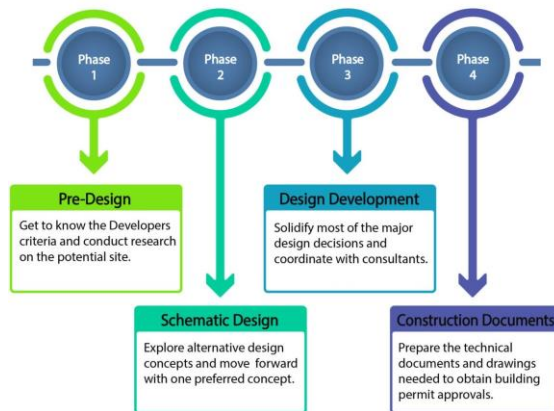 Phase
1
Phase
2
Phase
3
Phase
4
Pre-Design
Get to know the Developers
criteria and conduct research
on the potential site.
Design Development
Solidify most of the major
design decisions and
coordinate with consultants.
Schematic Design
Explore alternative design
concepts and move forward
with one preferred concept.
Construction Documents
Prepare the technical
documents and drawings
needed to obtain building
permit approvals.